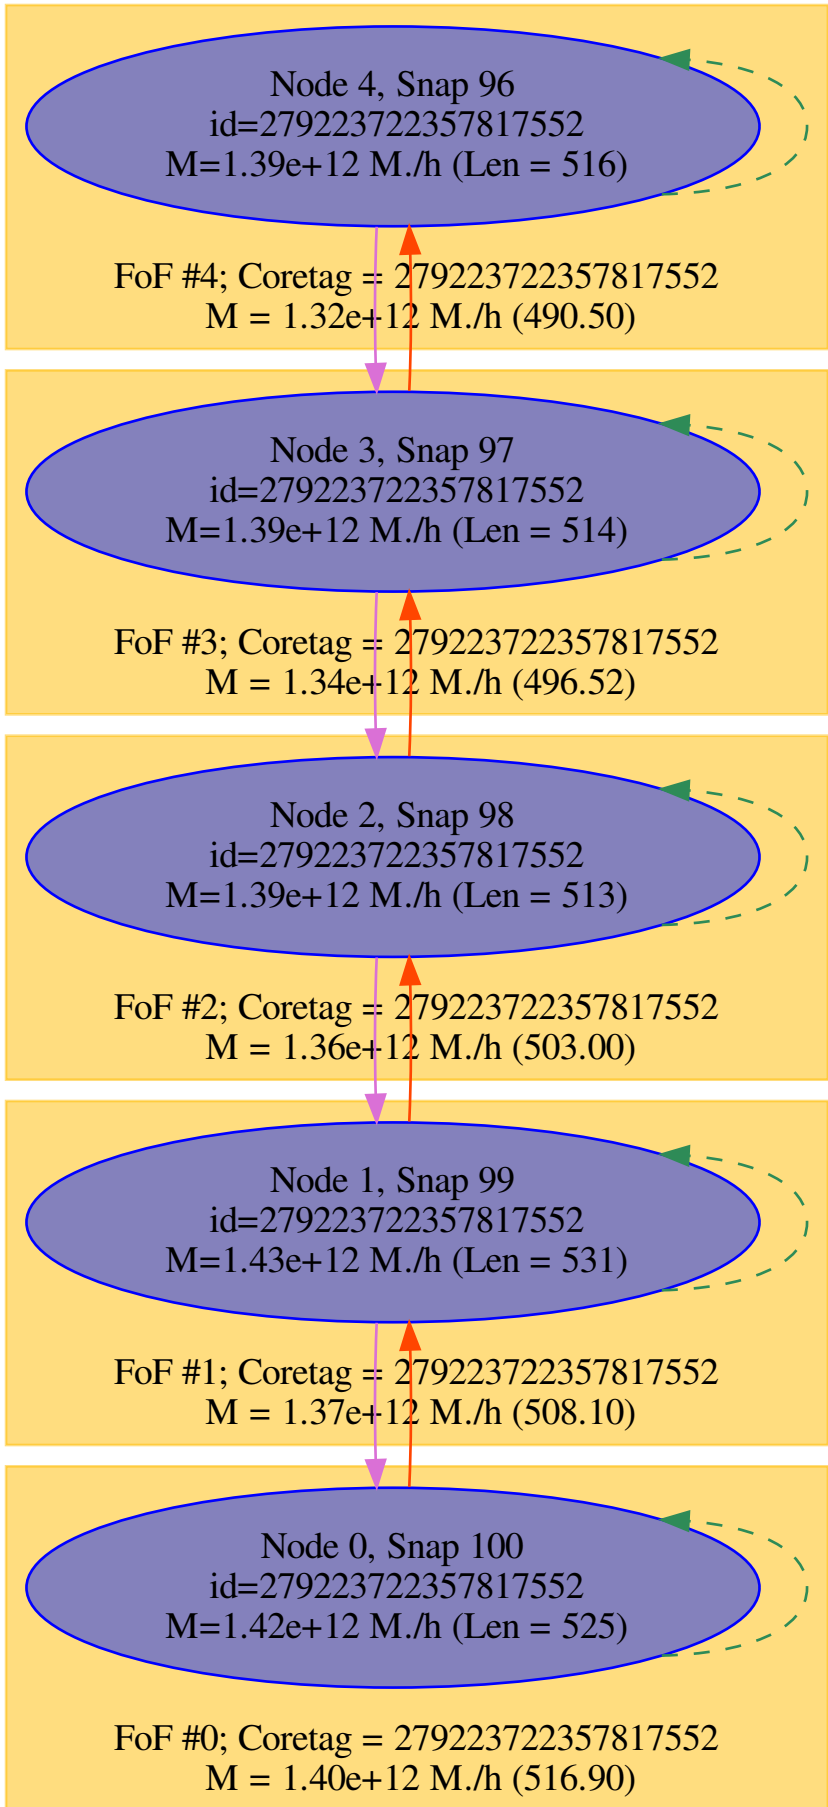 Node 4, Snap 96
id=279223722357817552
M=1.39e+12 M./h (Len = 516)
FoF #4; Coretag = 279223722357817552
M = 1.32e+12 M./h (490.50)
Node 3, Snap 97
id=279223722357817552
M=1.39e+12 M./h (Len = 514)
FoF #3; Coretag = 279223722357817552
M = 1.34e+12 M./h (496.52)
Node 2, Snap 98
id=279223722357817552
M=1.39e+12 M./h (Len = 513)
FoF #2; Coretag = 279223722357817552
M = 1.36e+12 M./h (503.00)
Node 1, Snap 99
id=279223722357817552
M=1.43e+12 M./h (Len = 531)
FoF #1; Coretag = 279223722357817552
M = 1.37e+12 M./h (508.10)
Node 0, Snap 100
id=279223722357817552
M=1.42e+12 M./h (Len = 525)
FoF #0; Coretag = 279223722357817552
M = 1.40e+12 M./h (516.90)